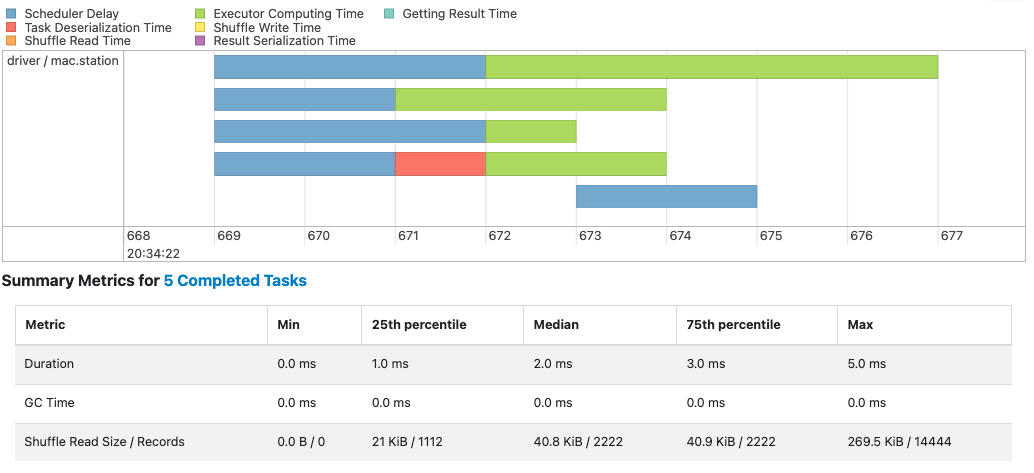 Scheduler Delay Executor Computing Time Getting Result Time
Task Deserialization Time Shuffle Write Time
Shuffle Read Time Result Serialization Time
driver / mac.station
668 669 670 671 672 673 674 675 676 677
20:34:22
Summary Metrics for 5 Completed Tasks
Metric Min 25th percentile Median 75th percentile Max
Duration 0.0 ms 1.0 ms 2.0 ms 3.0 ms 5.0 ms
GC Time 0.0 ms 0.0 ms 0.0 ms 0.0 ms 0.0 ms
Shuffle Read Size / Records 0.0 B / 0 21 KiB / 1112 40.8 KiB / 2222 40.9 KiB / 2222 269.5 KiB / 14444